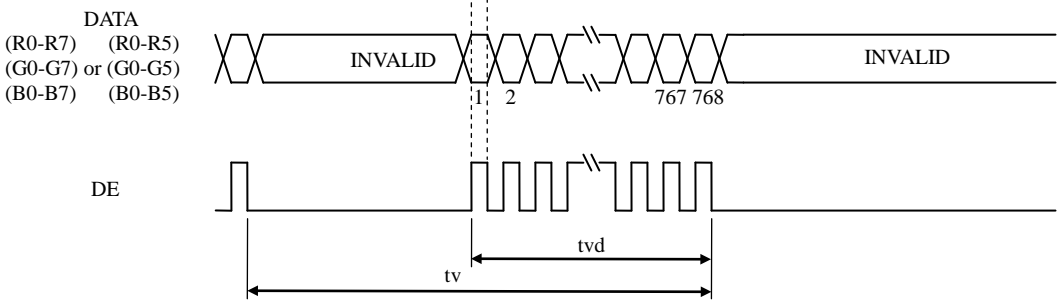 DATA
(R0-R7) (R0-R5)
(G0-G7) or (G0-G5)
(B0-B7) (B0-B5)
INVALID
INVALID
1 2 767 768
DE
tvd
tv